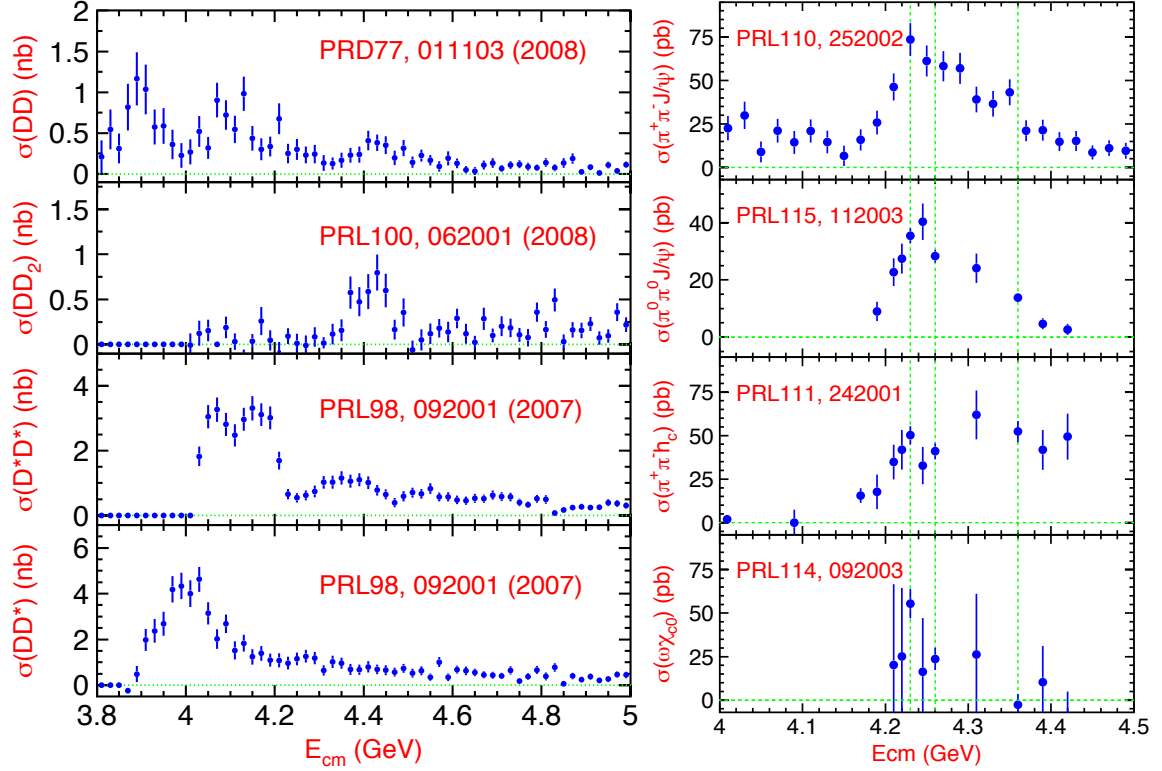 σ(DD) (nb)
2
1.5
1
0.5
0
PRD77, 011103 (2008)
σ(DD₂) (nb)
1.5
1
0.5
0
PRL100, 062001 (2008)
σ(D*D*) (nb)
4
2
0
PRL98, 092001 (2007)
σ(DD*) (nb)
6
4
2
0
PRL98, 092001 (2007)
3.8 4 4.2 4.4 4.6 4.8 5
E_cm (GeV)
σ(π⁺π⁻J/ψ) (pb)
75
50
25
0
PRL110, 252002
σ(π⁰π⁰J/ψ) (pb)
40
20
0
PRL115, 112003
σ(π⁺π⁻h_c) (pb)
75
50
25
0
PRL111, 242001
σ(ωχ_c0) (pb)
75
50
25
0
PRL114, 092003
4 4.1 4.2 4.3 4.4 4.5
Ecm (GeV)